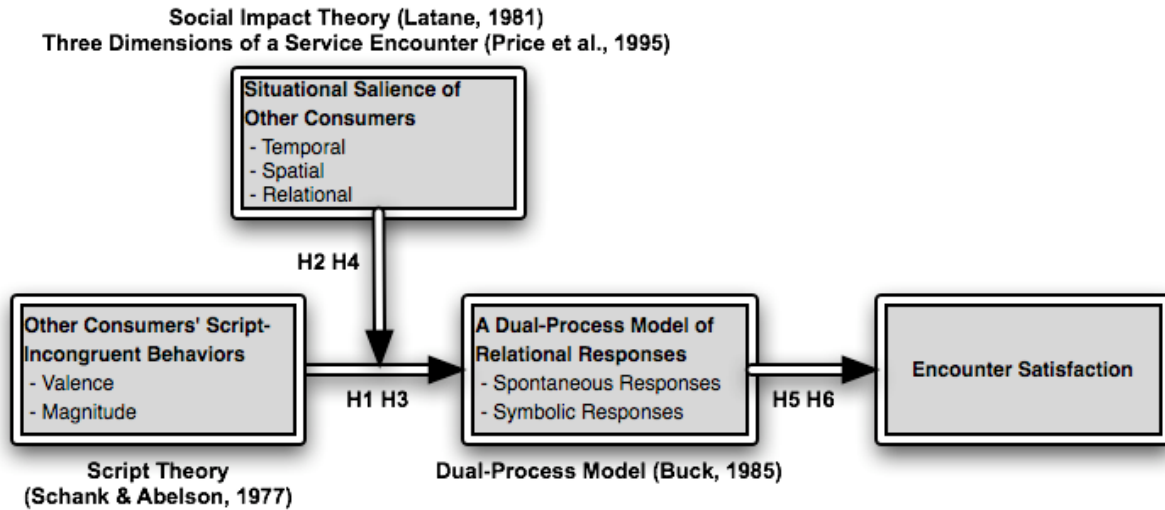 Social Impact Theory (Latane, 1981)
Three Dimensions of a Service Encounter (Price et al., 1995)
Situational Salience of
Other Consumers
- Temporal
- Spatial
- Relational
H2 H4
Other Consumers' Script-
Incongruent Behaviors
- Valence
- Magnitude
H1 H3
A Dual-Process Model of
Relational Responses
- Spontaneous Responses
- Symbolic Responses
H5 H6
Encounter Satisfaction
Script Theory
(Schank & Abelson, 1977)
Dual-Process Model (Buck, 1985)